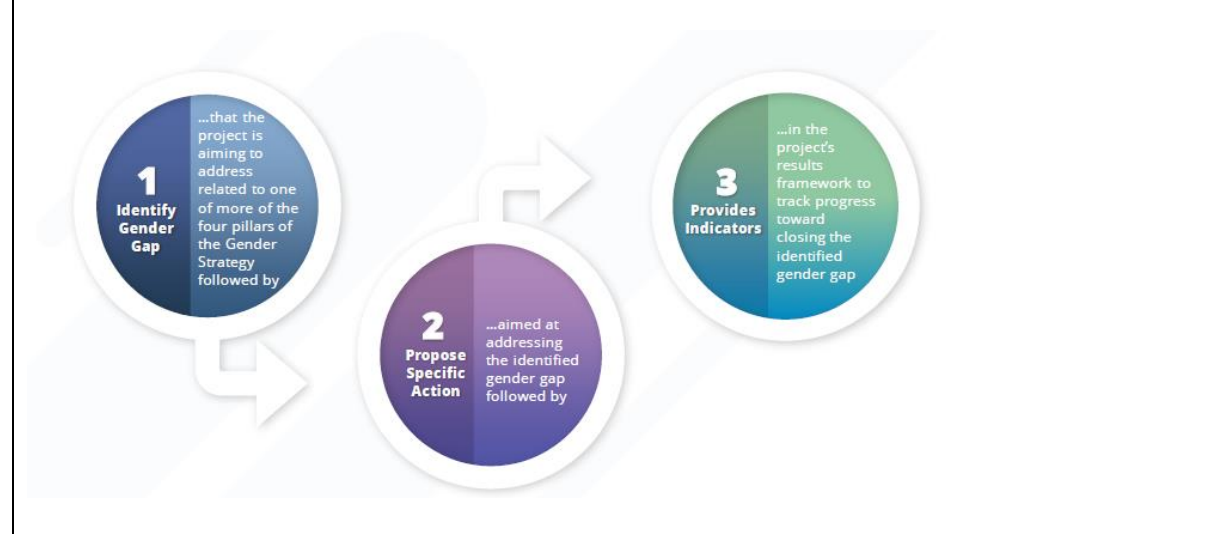 1
Identify
Gender
Gap
...that the
project is
aiming to
address
related to one
of more of the
four pillars of
the Gender
Strategy
followed by
2
Propose
Specific
Action
...aimed at
addressing
the identified
gender gap
followed by
3
Provides
Indicators
...in the
project's
results
framework to
track progress
toward
closing the
identified
gender gap